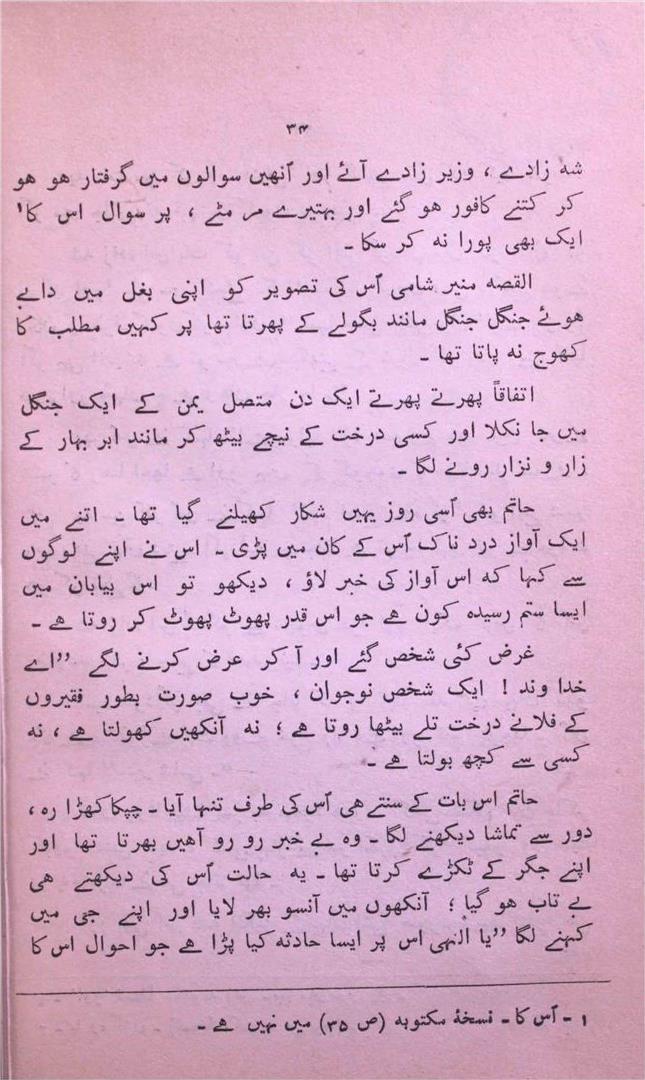 ۳۴
شہ زادے ، وزیر زادے آئے اور اُنھیں سوالوں میں گرفتار ہو ہو
کر کتنے کافور ہو گئے اور بہتیرے مر مٹے ، پر سوال اس کا۱
ایک بھی پورا نہ کر سکا ۔
القصہ منیر شامی اُس کی تصویر کو اپنی بغل میں دابے
ہوئے جنگل جنگل مانند بگولے کے پھرتا تھا پر کہیں مطلب کا
کھوج نہ پاتا تھا ۔
اتفاقاً پھرتے پھرتے ایک دن متصل یمن کے ایک جنگل
میں جا نکلا اور کسی درخت کے نیچے بیٹھ کر مانند ابر بہار کے
زار و نزار رونے لگا ۔
حاتم بھی اُسی روز یہیں شکار کھیلنے گیا تھا ۔ اتنے میں
ایک آواز درد ناک اُس کے کان میں پڑی ۔ اس نے اپنے لوگوں
سے کہا کہ اس آواز کی خبر لاؤ ، دیکھو تو اس بیابان میں
ایسا ستم رسیدہ کون ہے جو اس قدر پھوٹ پھوٹ کر روتا ہے ۔
غرض کئی شخص گئے اور آ کر عرض کرنے لگے ”اے
خدا وند ! ایک شخص نوجوان ، خوب صورت بطور فقیروں
کے فلانے درخت تلے بیٹھا روتا ہے ؛ نہ آنکھیں کھولتا ہے ، نہ
کسی سے کچھ بولتا ہے ۔
حاتم اس بات کے سنتے ہی اُس کی طرف تنہا آیا ۔ چپکا کھڑا رہ ،
دور سے تماشا دیکھنے لگا ۔ وہ بے خبر رو رو آہیں بھرتا تھا اور
اپنے جگر کے ٹکڑے کرتا تھا ۔ یہ حالت اُس کی دیکھتے ہی
بے تاب ہو گیا ؛ آنکھوں میں آنسو بھر لایا اور اپنے جی میں
کہنے لگا ”یا الٰہی اس پر ایسا حادثہ کیا پڑا ہے جو احوال اس کا
۱ ۔ اُس کا ۔ نسخۂ مکتوبہ (ص ۳۵) میں نہیں ہے ۔